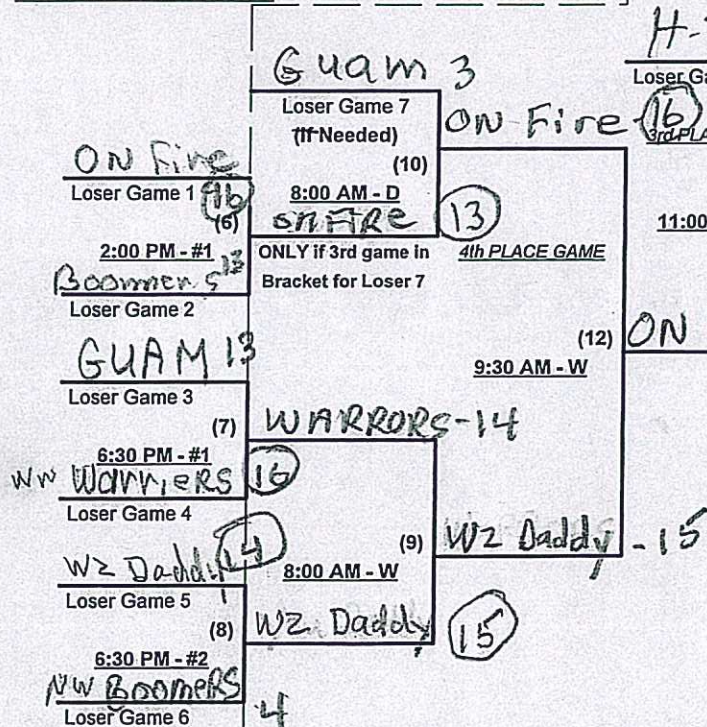 Guam 3
H-
Loser Ga
Loser Game 7
(If Needed)
ON Fire 16
3rd PLA
(10)
ON Fire
Loser Game 1 16
8:00 AM - D
(6)
ON FIRE 13
11:00
2:00 PM - #1
ONLY if 3rd game in
4th PLACE GAME
Boomers 13
Bracket for Loser 7
Loser Game 2
(12) ON
GUAM 13
9:30 AM - W
Loser Game 3
(7) WARRORS-14
6:30 PM - #1
NW Warriers 16
Loser Game 4
(9) WZ Daddy - 15
WZ Daddy 14
8:00 AM - W
Loser Game 5
(8) WZ Daddy 15
6:30 PM - #2
NW BOOMERS
Loser Game 6 4